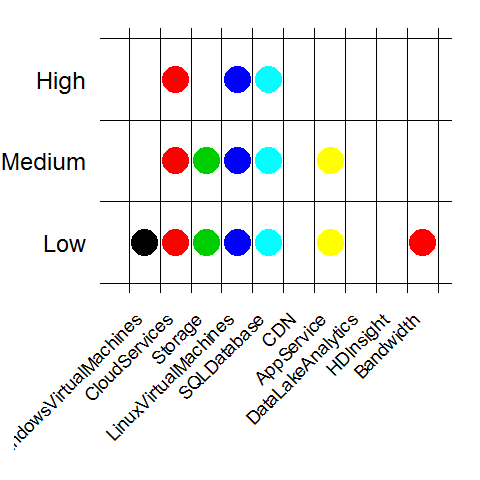 High
Medium
Low
ndowsVirtualMachines
CloudServices
Storage
LinuxVirtualMachines
SQLDatabase
CDN
AppService
DataLakeAnalytics
HDInsight
Bandwidth